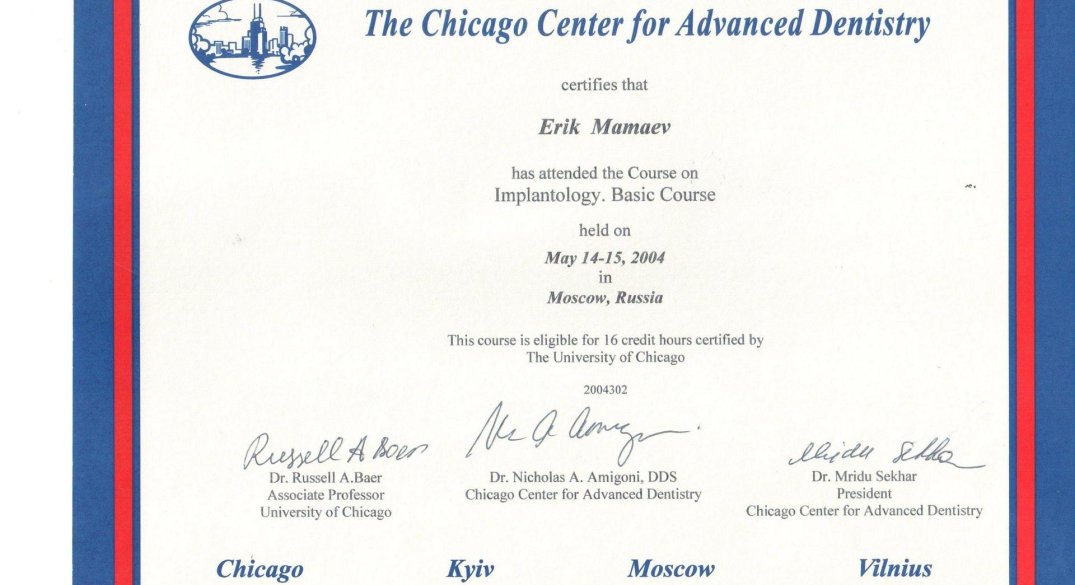 The Chicago Center for Advanced Dentistry
certifies that
Erik Mamaev
has attended the Course on
Implantology. Basic Course
held on
May 14-15, 2004
in
Moscow, Russia
This course is eligible for 16 credit hours certified by
The University of Chicago
2004302
Russell A Baer
Dr. Russell A.Baer
Associate Professor
University of Chicago
Dr. Nicholas A. Amigoni, DDS
Chicago Center for Advanced Dentistry
Mridu Sekhar
Dr. Mridu Sekhar
President
Chicago Center for Advanced Dentistry
Chicago Kyiv Moscow Vilnius